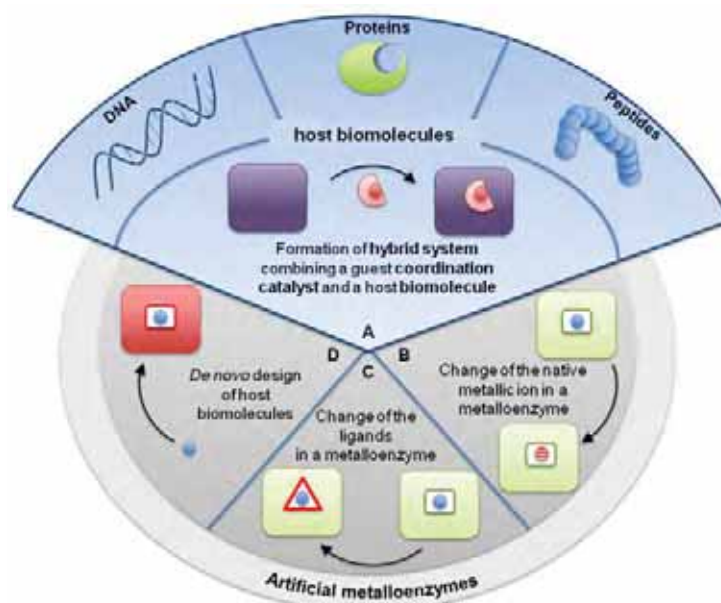 Proteins
DNA
Peptides
host biomolecules
Formation of hybrid system
combining a guest coordination
catalyst and a host biomolecule
A
D
B
C
De novo design
of host
biomolecules
Change of the native
metallic ion in a
metalloenzyme
Change of the
ligands
in a metalloenzyme
Artificial metalloenzymes